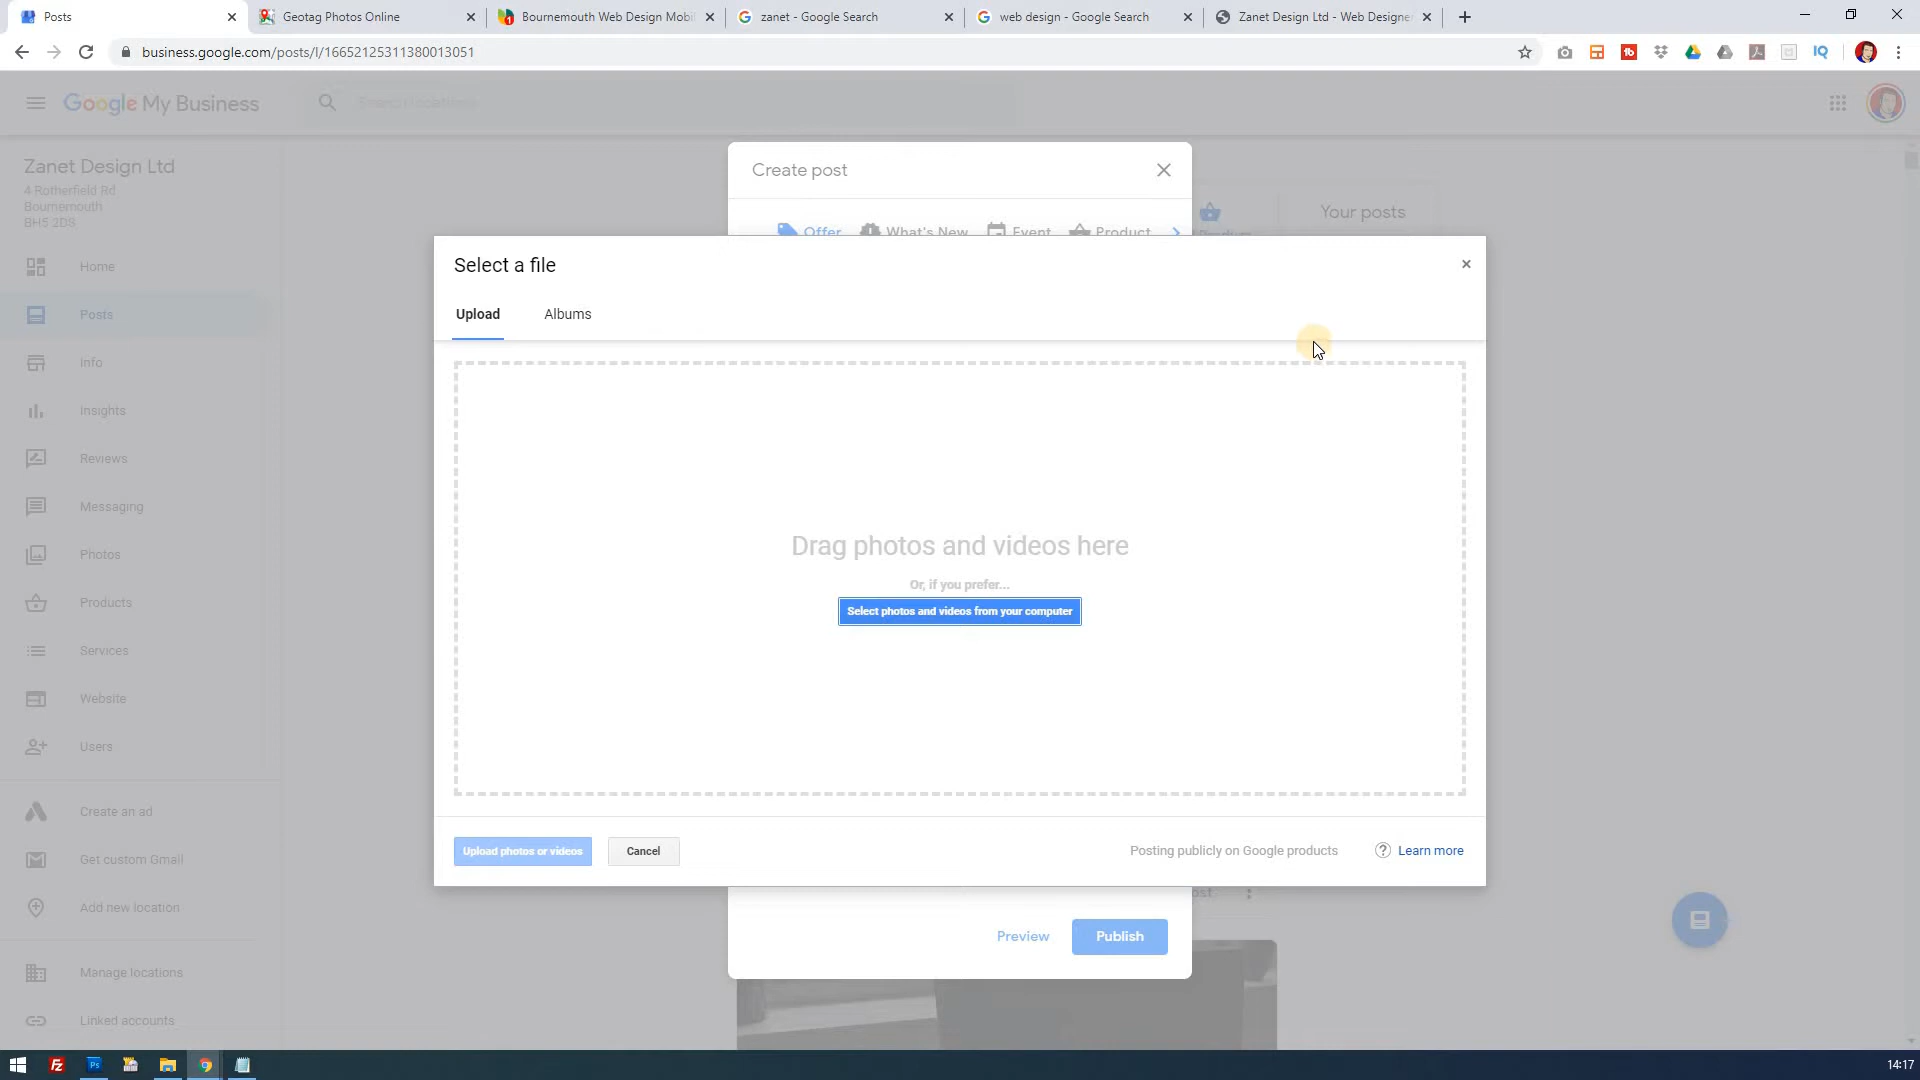 Posts
Geotag Photos Online
Bournemouth Web Design Mobil
zanet - Google Search
web design - Google Search
Zanet Design Ltd - Web Designe
business.google.com/posts/l/16652125311380013051
Google My Business
Search locations
Zanet Design Ltd
4 Rotherfield Rd
Bournemouth
BH5 2DS
Home
Posts
Info
Insights
Reviews
Messaging
Photos
Products
Services
Website
Users
Create an ad
Get custom Gmail
Add new location
Manage locations
Linked accounts
Create post
Offer
What's New
Event
Product
Your posts
Select a file
Upload
Albums
Drag photos and videos here
Or, if you prefer...
Select photos and videos from your computer
Upload photos or videos
Cancel
Posting publicly on Google products
? Learn more
Preview
Publish
14:17